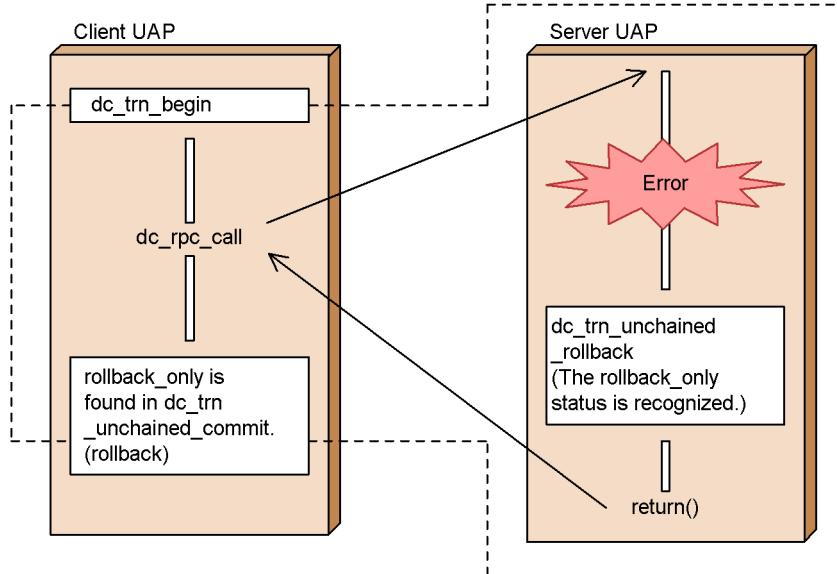 Client UAP
dc_trn_begin
dc_rpc_call
rollback_only is
found in dc_trn
_unchained_commit.
(rollback)
Server UAP
Error
dc_trn_unchained
_rollback
(The rollback_only
status is recognized.)
return()